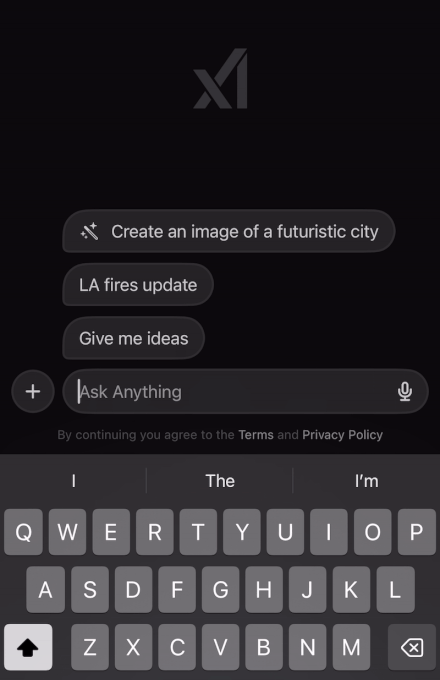 xI
Create an image of a futuristic city
LA fires update
Give me ideas
Ask Anything
By continuing you agree to the Terms and Privacy Policy
I The I'm
Q W E R T Y U I O P
A S D F G H J K L
Z X C V B N M